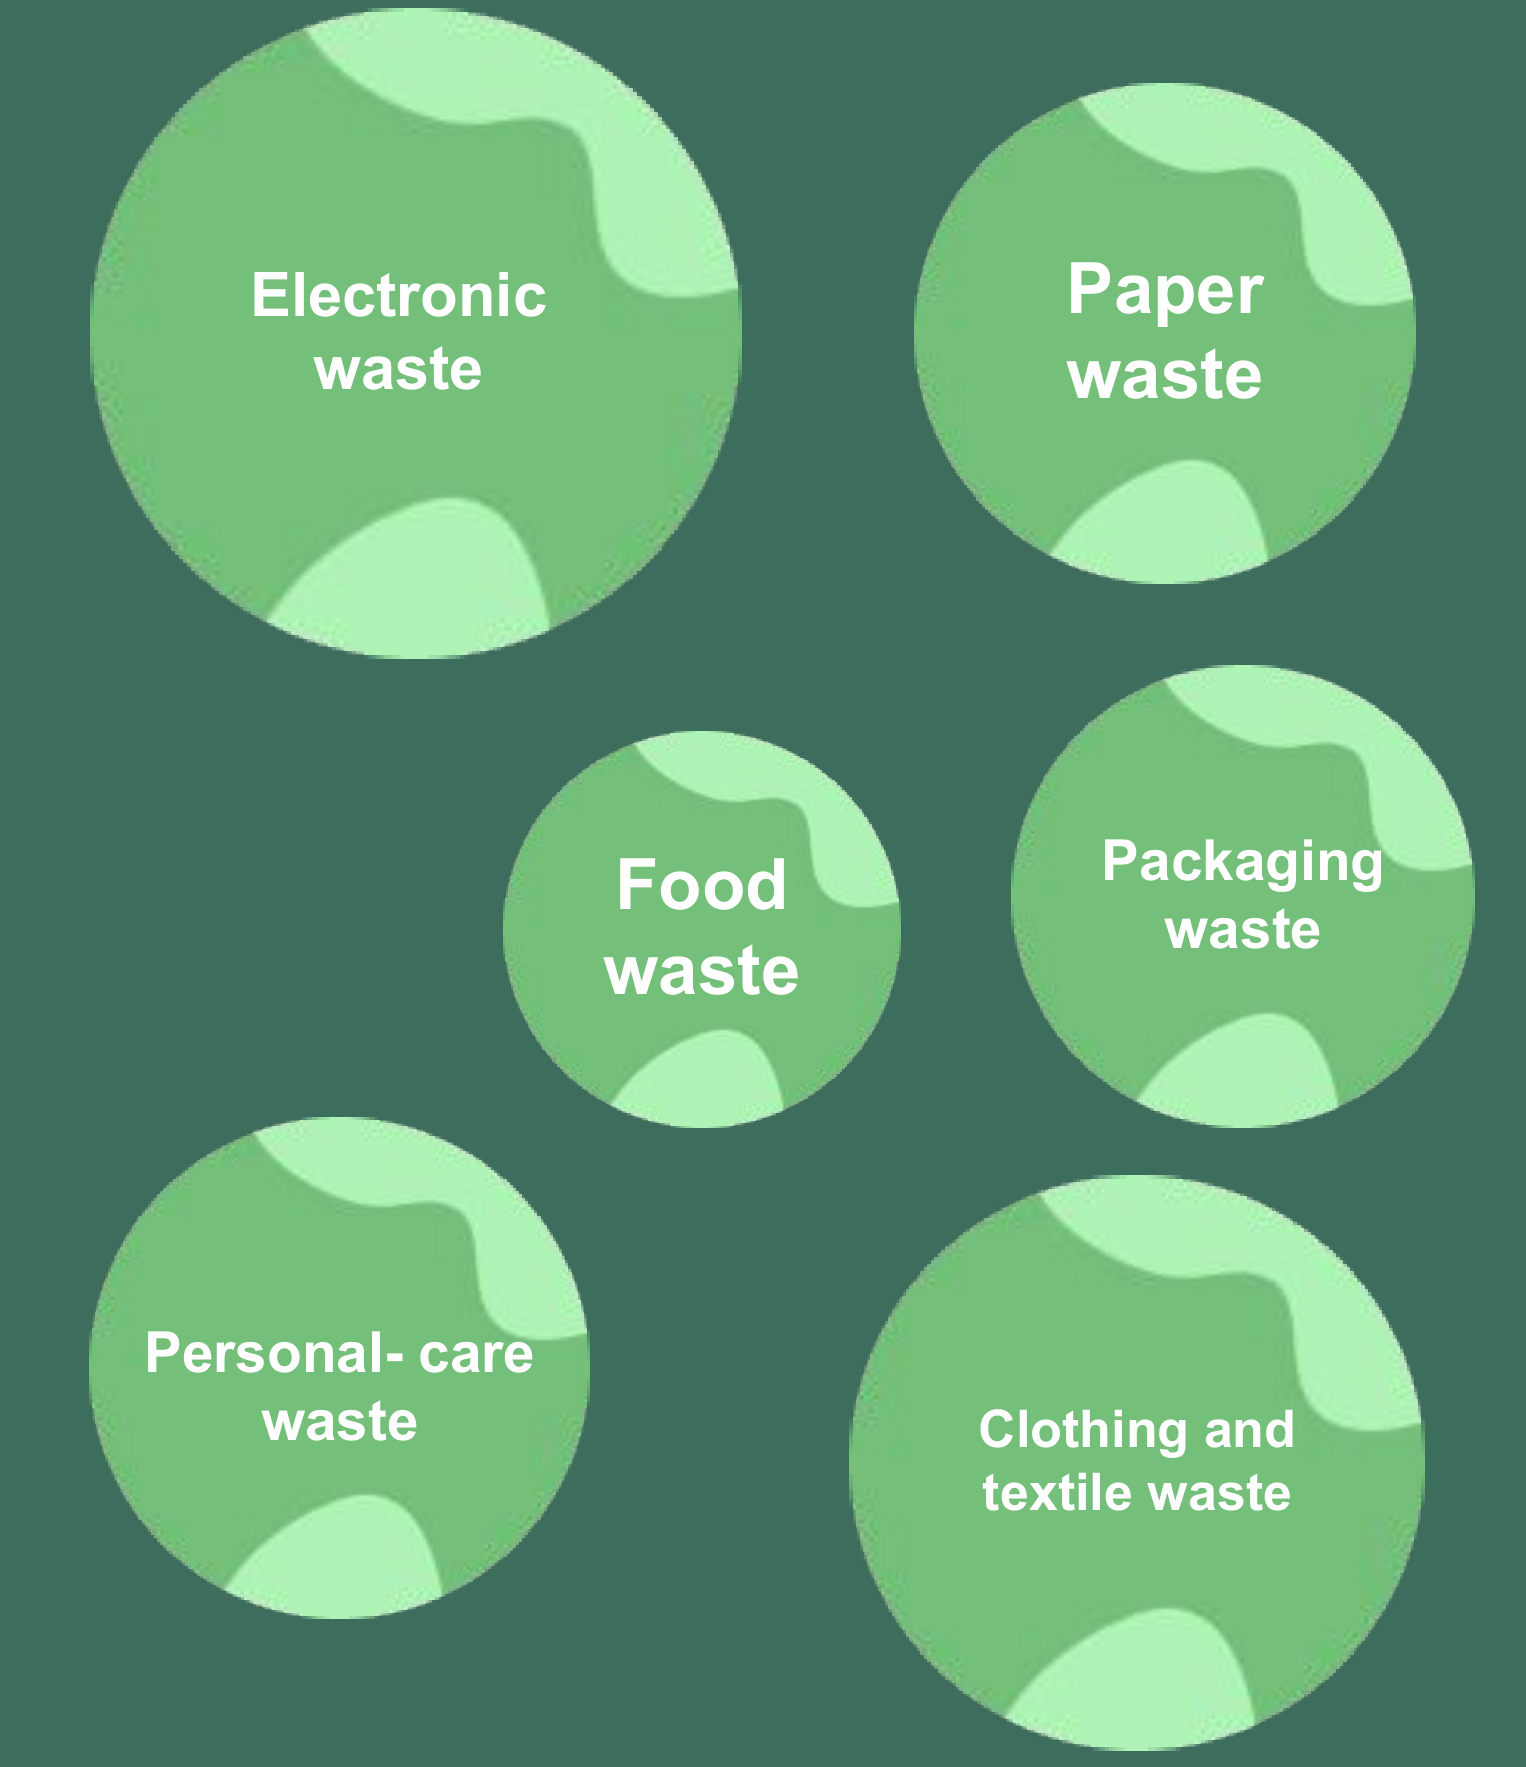 Electronic
waste
Paper
waste
Food
waste
Packaging
waste
Personal- care
waste
Clothing and
textile waste